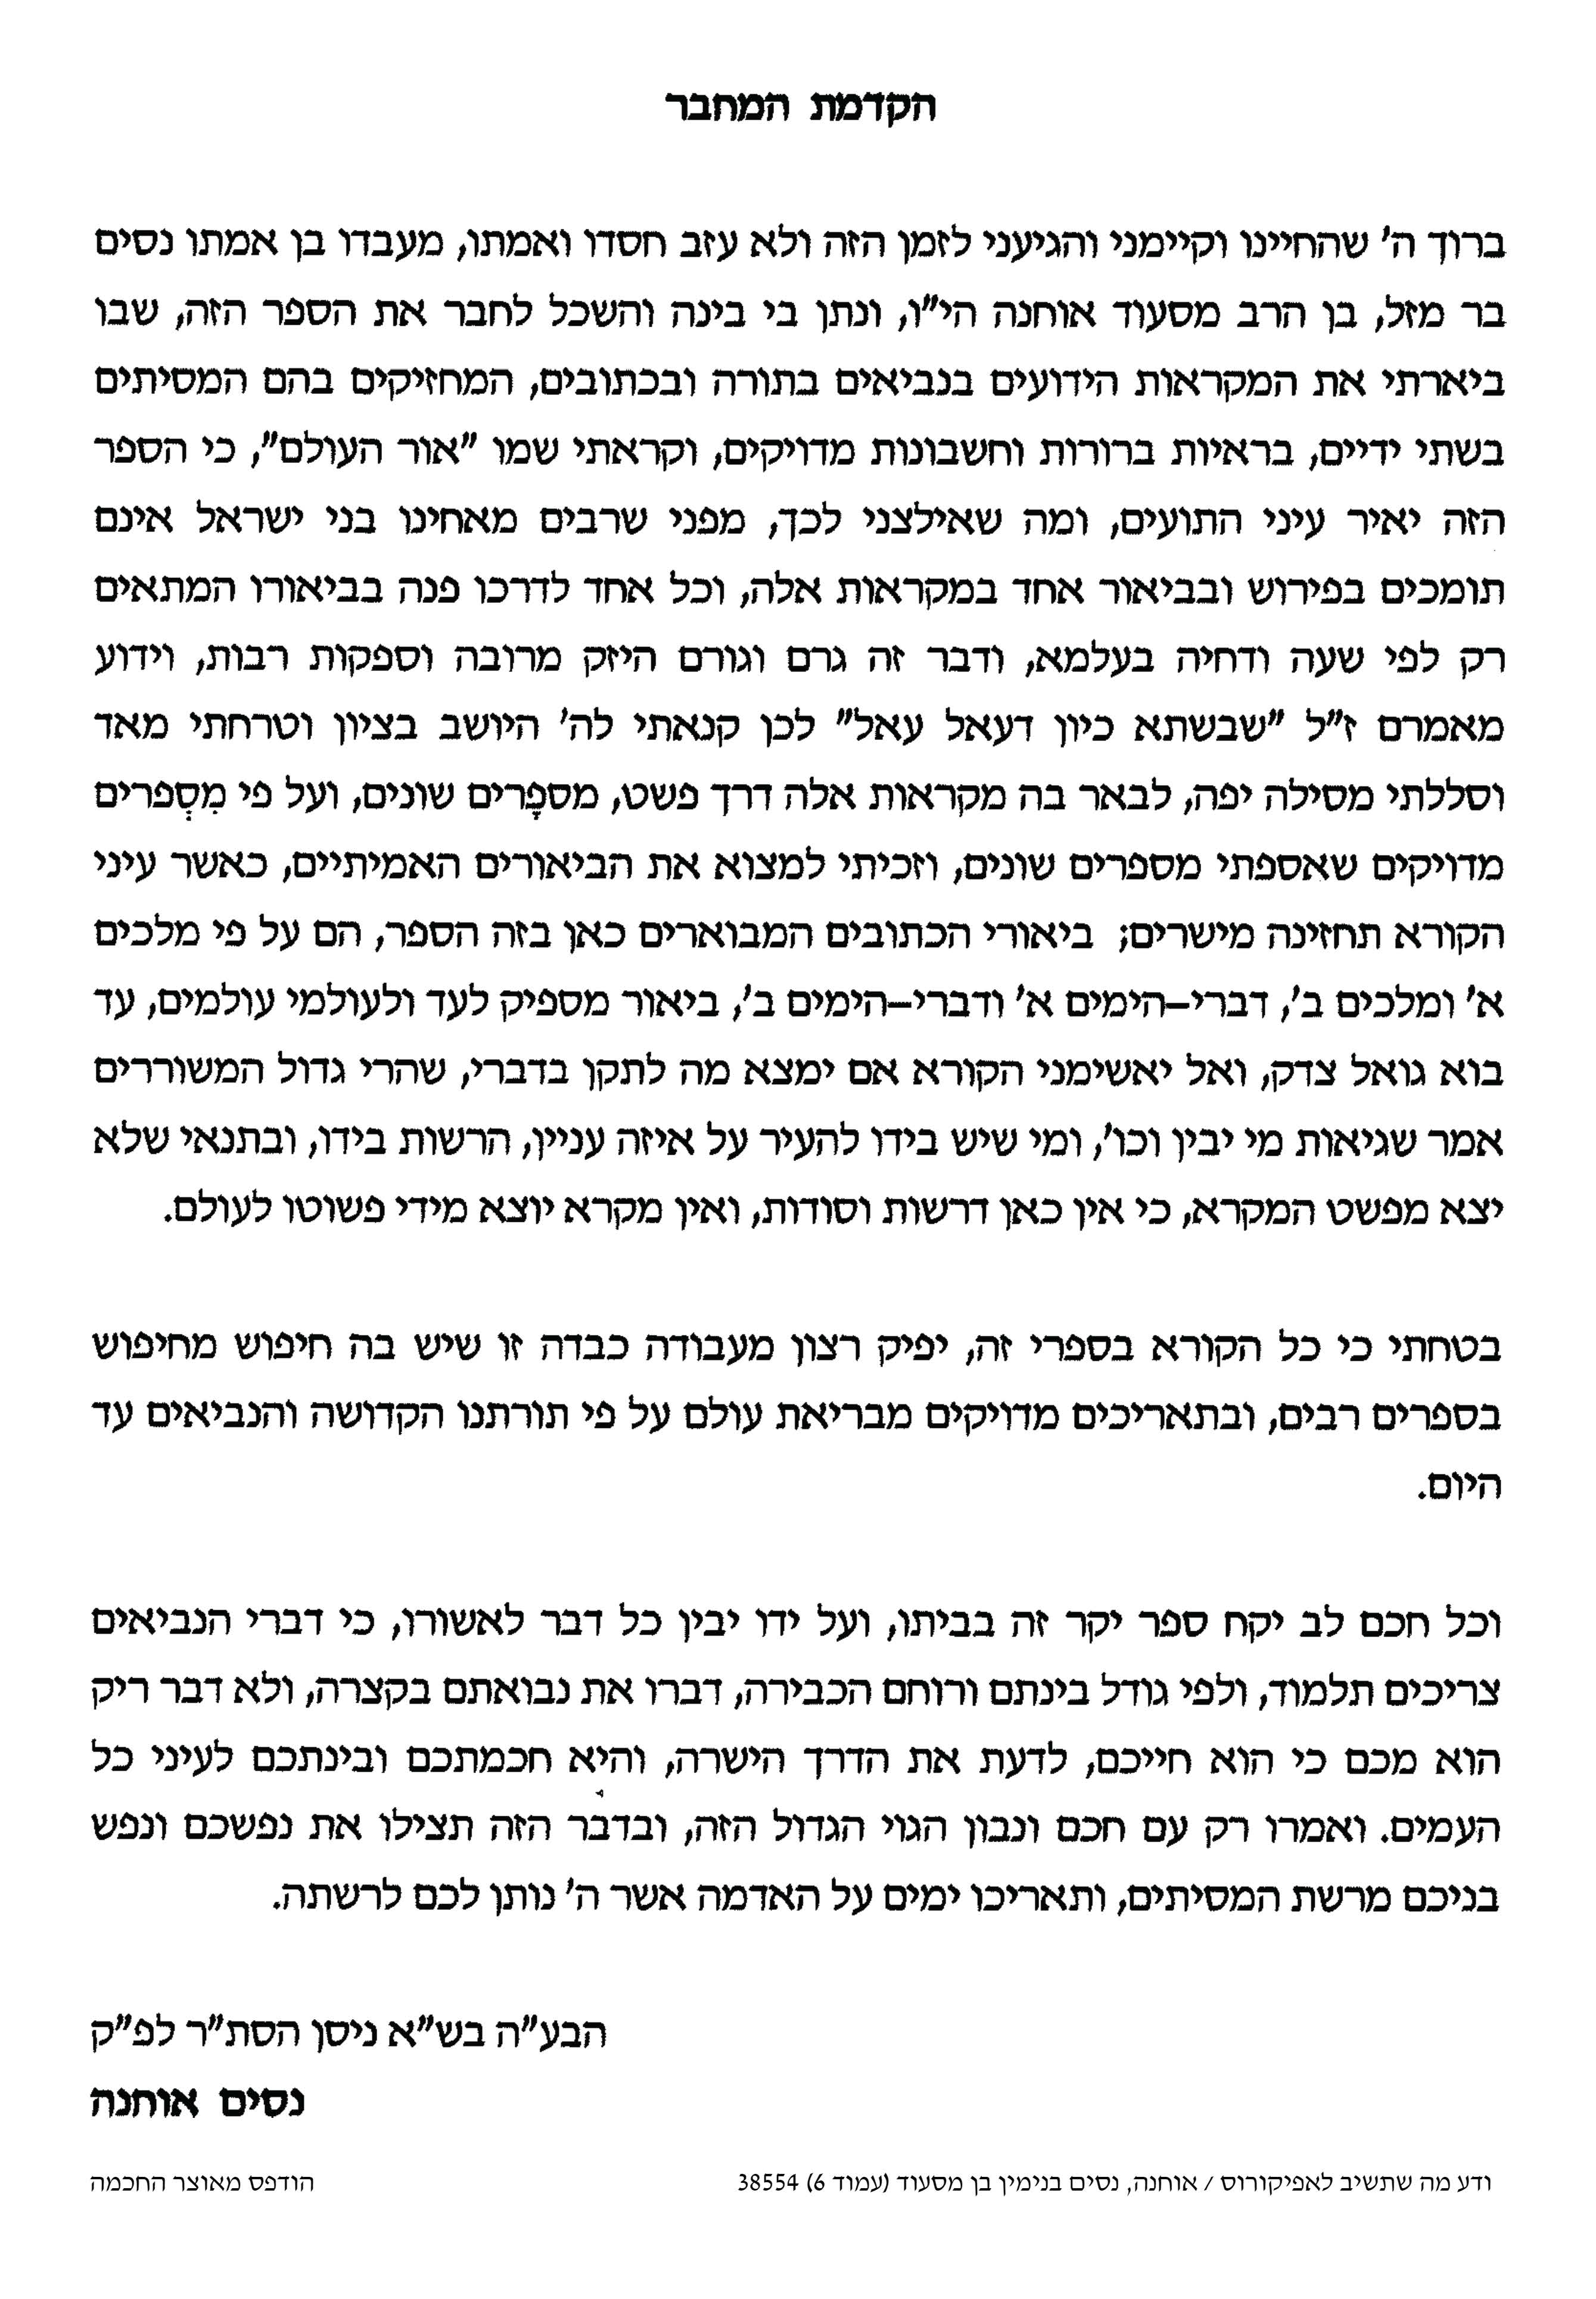 הקדמת המחבר
ברוך ה' שהחיינו וקיימני והגיעני לזמן הזה ולא עזב חסדו ואמתו, מעבדו בן אמתו נסים
בר מזל, בן הרב מסעוד אוחנה הי"ו, ונתן בי בינה והשכל לחבר את הספר הזה, שבו
ביארתי את המקראות הידועים בנביאים בתורה ובכתובים, המחזיקים בהם המסיתים
בשתי ידיים, בראיות ברורות וחשבונות מדויקים, וקראתי שמו "אור העולם", כי הספר
הזה יאיר עיני התועים, ומה שאילצני לכך, מפני שרבים מאחינו בני ישראל אינם
תומכים בפירוש ובביאור אחד במקראות אלה, וכל אחד לדרכו פנה בביאורו המתאים
רק לפי שעה ודחיה בעלמא, ודבר זה גרם וגורם היזק מרובה וספקות רבות, וידוע
מאמרם ז"ל "שבשתא כיון דעאל עאל" לכן קנאתי לה' היושב בציון וטרחתי מאד
וסללתי מסילה יפה, לבאר בה מקראות אלה דרך פשט, מספָרים שונים, ועל פי מִסְפרים
מדויקים שאספתי מספרים שונים, וזכיתי למצוא את הביאורים האמיתיים, כאשר עיני
הקורא תחזינה מישרים; ביאורי הכתובים המבוארים כאן בזה הספר, הם על פי מלכים
א' ומלכים ב', דברי-הימים א' ודברי-הימים ב', ביאור מספיק לעד ולעולמי עולמים, עד
בוא גואל צדק, ואל יאשימני הקורא אם ימצא מה לתקן בדברי, שהרי גדול המשוררים
אמר שגיאות מי יבין וכו', ומי שיש בידו להעיר על איזה עניין, הרשות בידו, ובתנאי שלא
יצא מפשט המקרא, כי אין כאן דרשות וסודות, ואין מקרא יוצא מידי פשוטו לעולם.
בטחתי כי כל הקורא בספרי זה, יפיק רצון מעבודה כבדה זו שיש בה חיפוש מחיפוש
בספרים רבים, ובתאריכים מדויקים מבריאת עולם על פי תורתנו הקדושה והנביאים עד
היום.
וכל חכם לב יקח ספר יקר זה בביתו, ועל ידו יבין כל דבר לאשורו, כי דברי הנביאים
צריכים תלמוד, ולפי גודל בינתם ורוחם הכבירה, דברו את נבואתם בקצרה, ולא דבר ריק
הוא מכם כי הוא חייכם, לדעת את הדרך הישרה, והיא חכמתכם ובינתכם לעיני כל
העמים. ואמרו רק עם חכם ונבון הגוי הגדול הזה, ובדבר הזה תצילו את נפשכם ונפש
בניכם מרשת המסיתים, ותאריכו ימים על האדמה אשר ה' נותן לכם לרשתה.
הבע"ה בש"א ניסן הסת"ר לפ"ק
נסים אוחנה
ודע מה שתשיב לאפיקורוס / אוחנה, נסים בנימין בן מסעוד (עמוד 6) 38554 הודפס מאוצר החכמה